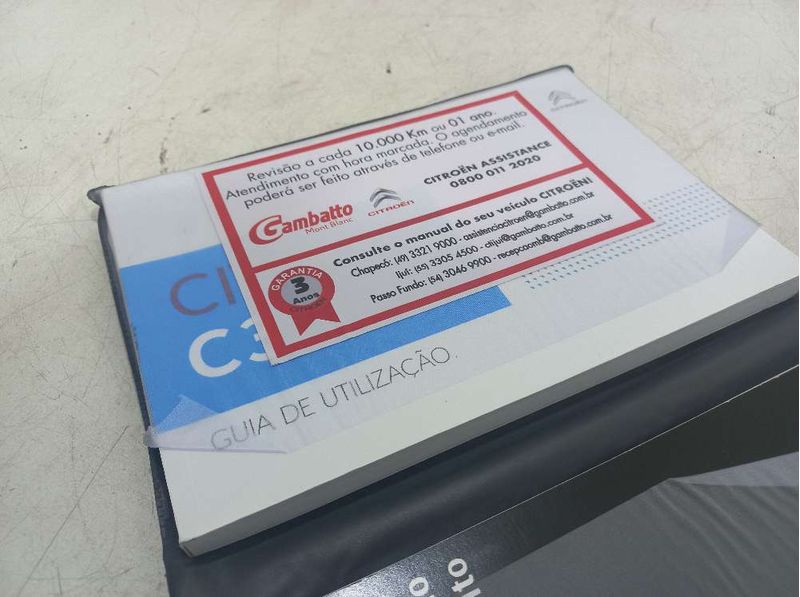 CITROËN
Revisão a cada 10.000 Km ou 01 ano.
Atendimento com hora marcada. O agendamento
poderá ser feito através de telefone ou e-mail.
Gambatto
Mont Blanc
CITROËN
CITROËN ASSISTANCE
0800 011 2020
GARANTIA
3
Anos
CITROËN
Consulte o manual do seu veículo CITROËN!
Chapecó: (49) 3321 9000 - assistenciacitroen@gambatto.com.br
Ijuí: (55) 3305 4500 - atijui@gambatto.com.br
Passo Fundo: (54) 3046 9900 - recepcaomb@gambatto.com.br
CI
C3
GUIA DE UTILIZAÇÃO.